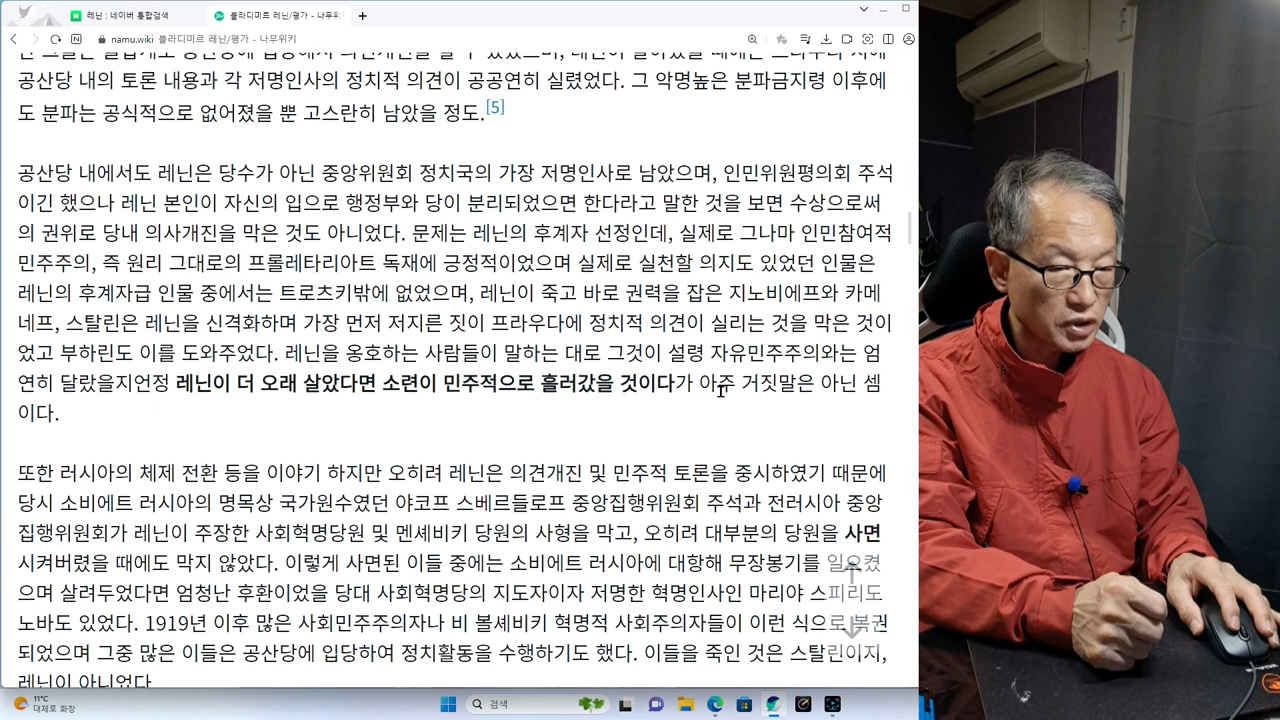 레닌 : 네이버 통합검색
블라디미르 레닌/평가 - 나무위키
namu.wiki 블라디미르 레닌/평가 - 나무위키
공산당 내의 토론 내용과 각 저명인사의 정치적 의견이 공공연히 실렸었다. 그 악명높은 분파금지령 이후에
도 분파는 공식적으로 없어졌을 뿐 고스란히 남았을 정도.[5]
공산당 내에서도 레닌은 당수가 아닌 중앙위원회 정치국의 가장 저명인사로 남았으며, 인민위원평의회 주석
이긴 했으나 레닌 본인이 자신의 입으로 행정부와 당이 분리되었으면 한다라고 말한 것을 보면 수상으로써
의 권위로 당내 의사개진을 막은 것도 아니었다. 문제는 레닌의 후계자 선정인데, 실제로 그나마 인민참여적
민주주의, 즉 원리 그대로의 프롤레타리아트 독재에 긍정적이었으며 실제로 실천할 의지도 있었던 인물은
레닌의 후계자급 인물 중에서는 트로츠키밖에 없었으며, 레닌이 죽고 바로 권력을 잡은 지노비에프와 카메
네프, 스탈린은 레닌을 신격화하며 가장 먼저 저지른 짓이 프라우다에 정치적 의견이 실리는 것을 막은 것이
었고 부하린도 이를 도와주었다. 레닌을 옹호하는 사람들이 말하는 대로 그것이 설령 자유민주주의와는 엄
연히 달랐을지언정 레닌이 더 오래 살았다면 소련이 민주적으로 흘러갔을 것이다가 아주 거짓말은 아닌 셈
이다.
또한 러시아의 체제 전환 등을 이야기 하지만 오히려 레닌은 의견개진 및 민주적 토론을 중시하였기 때문에
당시 소비에트 러시아의 명목상 국가원수였던 야코프 스베르들로프 중앙집행위원회 주석과 전러시아 중앙
집행위원회가 레닌이 주장한 사회혁명당원 및 멘셰비키 당원의 사형을 막고, 오히려 대부분의 당원을 사면
시켜버렸을 때에도 막지 않았다. 이렇게 사면된 이들 중에는 소비에트 러시아에 대항해 무장봉기를 일으켰
으며 살려두었다면 엄청난 후환이었을 당대 사회혁명당의 지도자이자 저명한 혁명인사인 마리야 스피리도
노바도 있었다. 1919년 이후 많은 사회민주주의자나 비 볼셰비키 혁명적 사회주의자들이 이런 식으로 복권
되었으며 그중 많은 이들은 공산당에 입당하여 정치활동을 수행하기도 했다. 이들을 죽인 것은 스탈린이지,
레닌이 아니었다
11°C
대체로 화창
검색